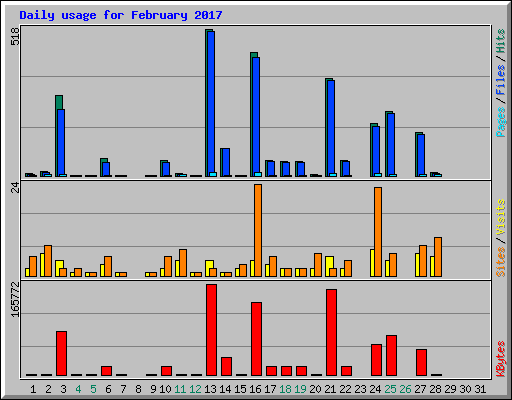 Daily usage for February 2017
518
Pages / Files / Hits
24
Sites / Visits
165772
KBytes
1 2 3 4 5 6 7 8 9 10 11 12 13 14 15 16 17 18 19 20 21 22 23 24 25 26 27 28 29 30 31